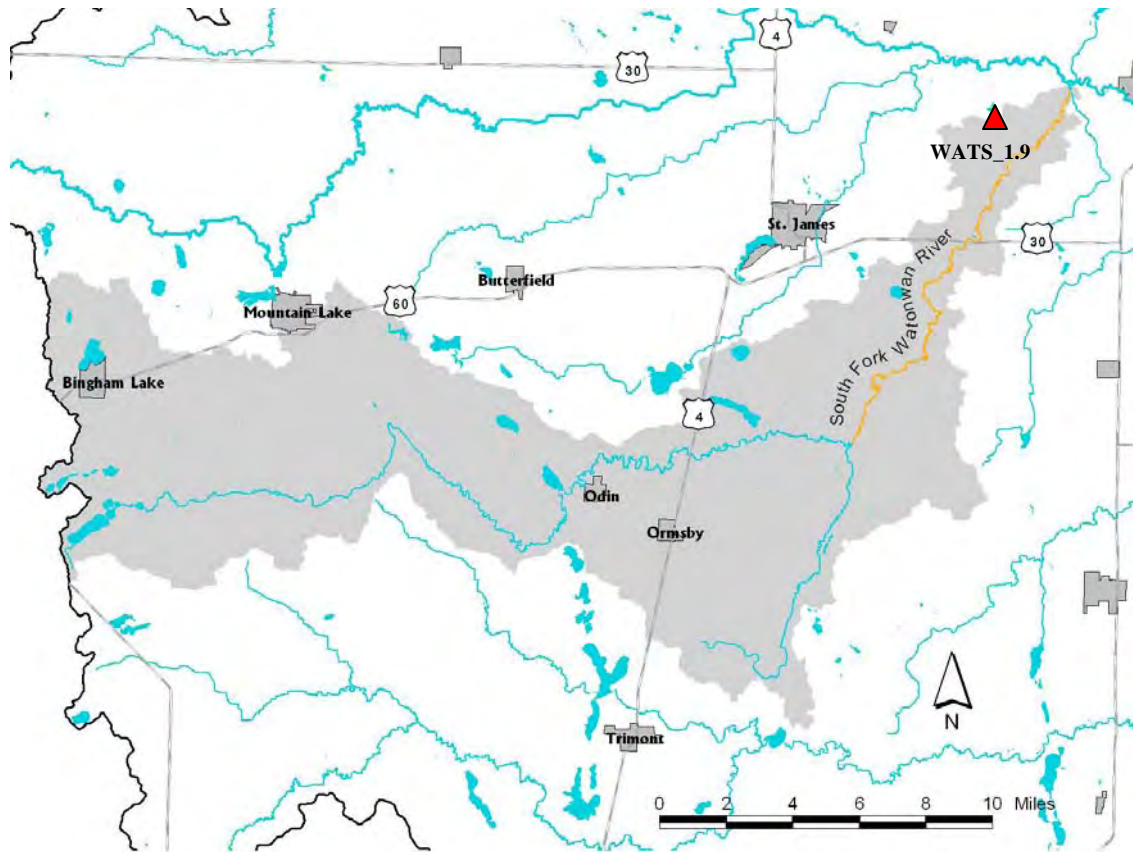 4
30
WATS_1.9
St. James
30
South Fork Watonwan River
Butterfield
Mountain Lake
60
Bingham Lake
4
Odin
Ormsby
N
Trimont
0 2 4 6 8 10 Miles